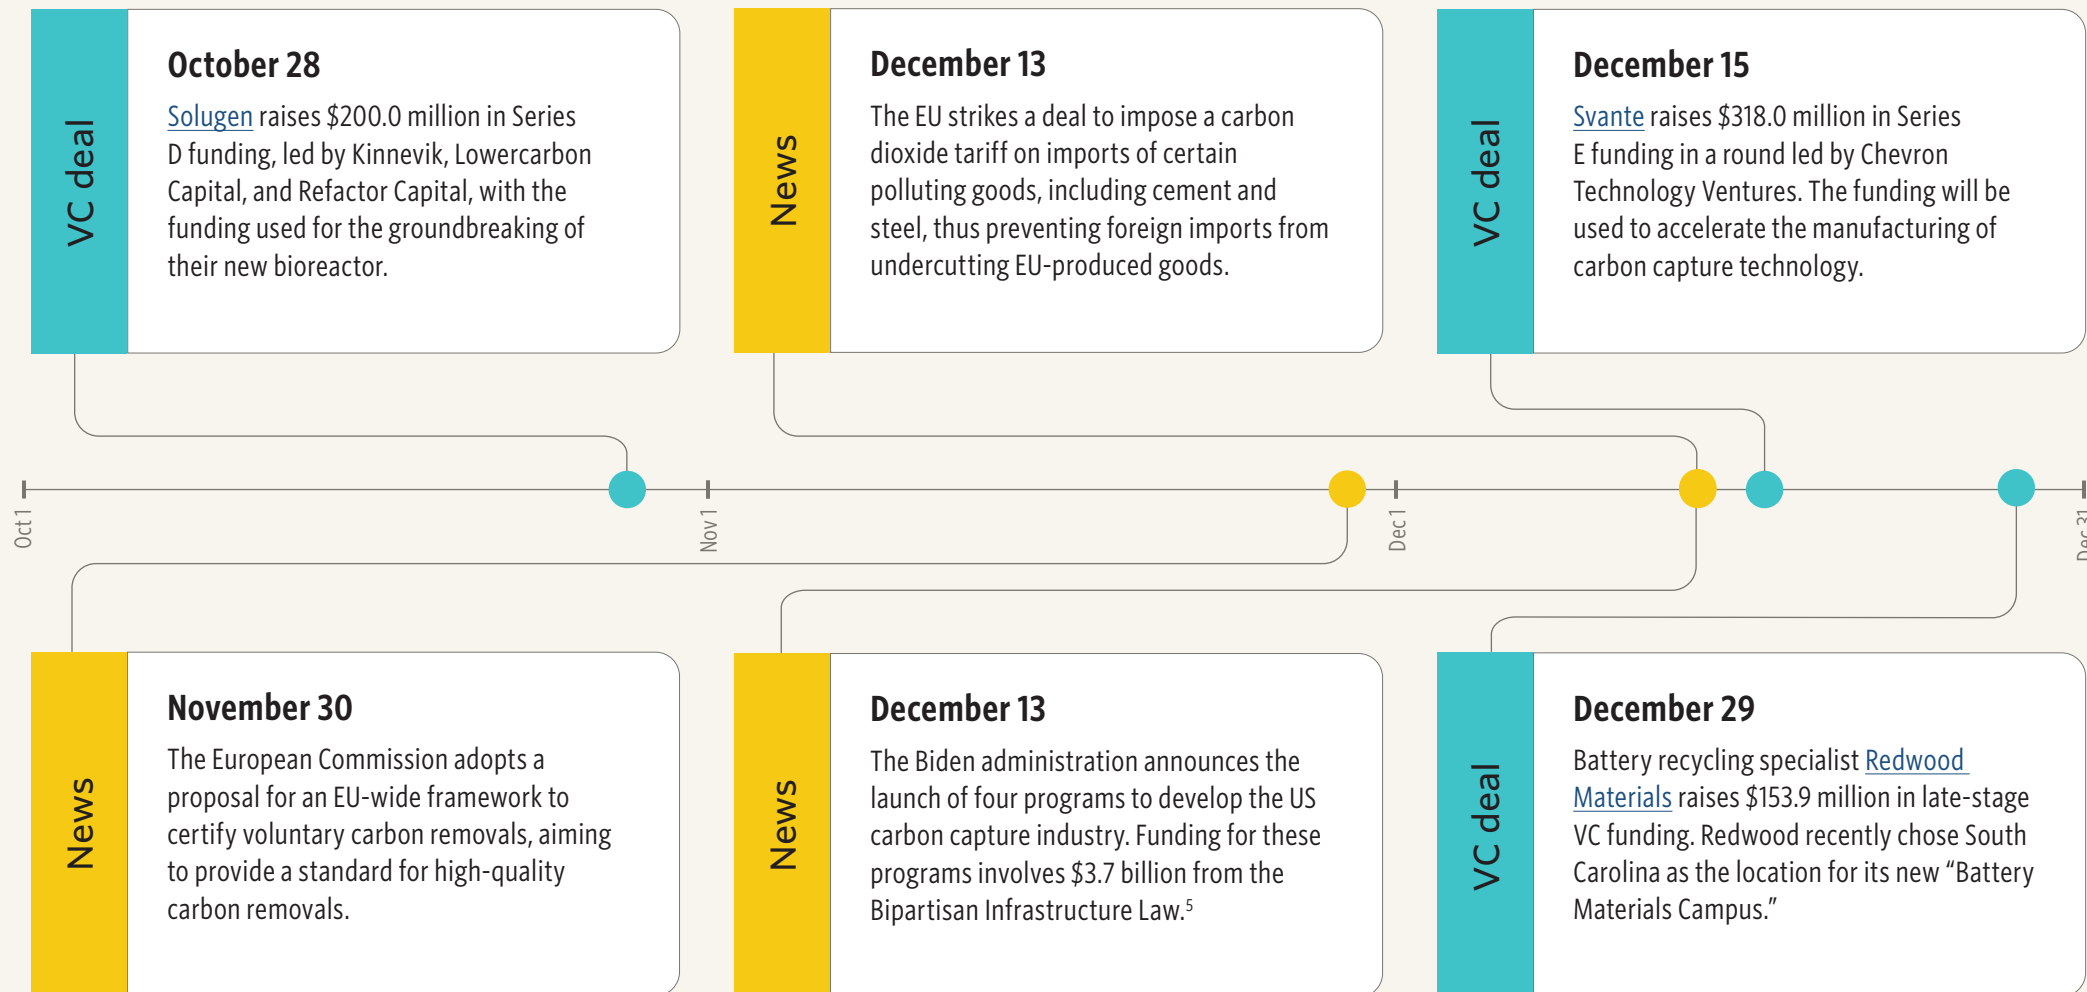 VC deal
October 28
Solugen raises $200.0 million in Series
D funding, led by Kinnevik, Lowercarbon
Capital, and Refactor Capital, with the
funding used for the groundbreaking of
their new bioreactor.
News
December 13
The EU strikes a deal to impose a carbon
dioxide tariff on imports of certain
polluting goods, including cement and
steel, thus preventing foreign imports from
undercutting EU-produced goods.
VC deal
December 15
Svante raises $318.0 million in Series
E funding in a round led by Chevron
Technology Ventures. The funding will be
used to accelerate the manufacturing of
carbon capture technology.
Oct 1
Nov 1
Dec 1
Dec 31
News
November 30
The European Commission adopts a
proposal for an EU-wide framework to
certify voluntary carbon removals, aiming
to provide a standard for high-quality
carbon removals.
News
December 13
The Biden administration announces the
launch of four programs to develop the US
carbon capture industry. Funding for these
programs involves $3.7 billion from the
Bipartisan Infrastructure Law.5
VC deal
December 29
Battery recycling specialist Redwood
Materials raises $153.9 million in late-stage
VC funding. Redwood recently chose South
Carolina as the location for its new “Battery
Materials Campus.”